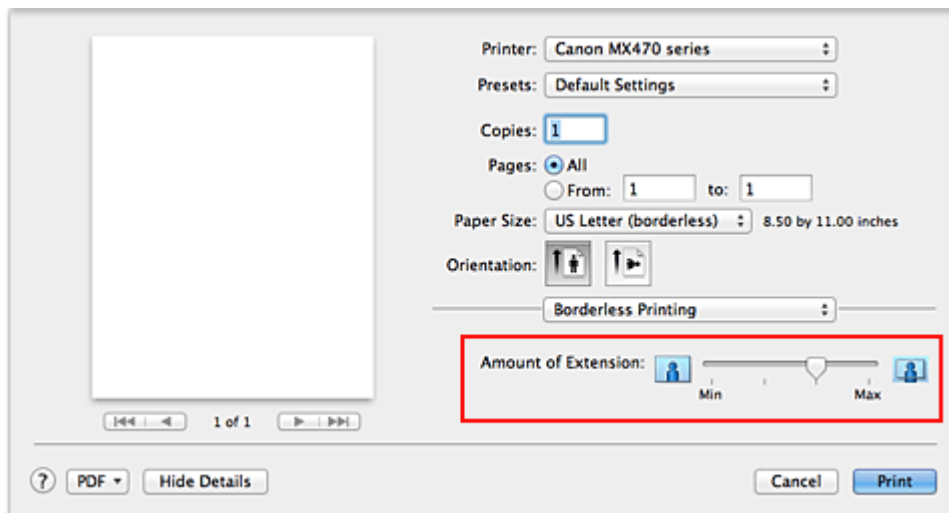 Printer: Canon MX470 series
Presets: Default Settings
Copies: 1
Pages: All
From: 1 to: 1
Paper Size: US Letter (borderless) 8.50 by 11.00 inches
Orientation:
Borderless Printing
Amount of Extension:
Min Max
1 of 1
? PDF Hide Details Cancel Print